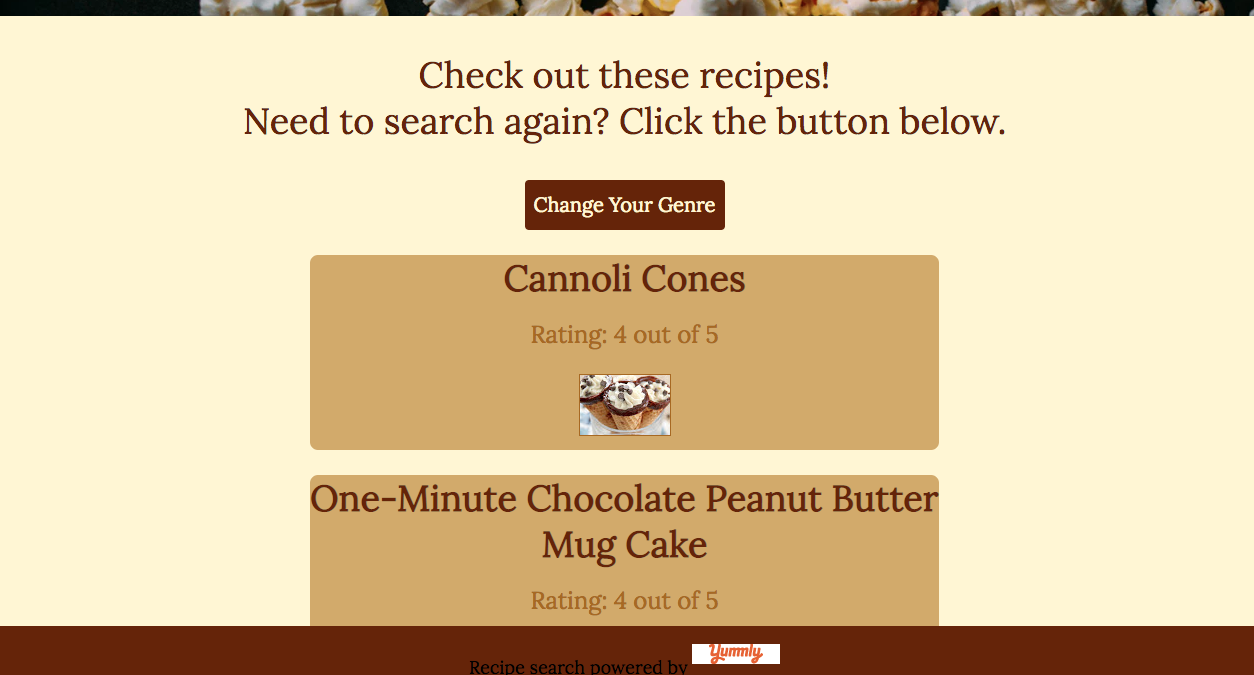 Check out these recipes!
Need to search again? Click the button below.
Change Your Genre
Cannoli Cones
Rating: 4 out of 5
One-Minute Chocolate Peanut Butter
Mug Cake
Rating: 4 out of 5
Recipe search powered by Yummly